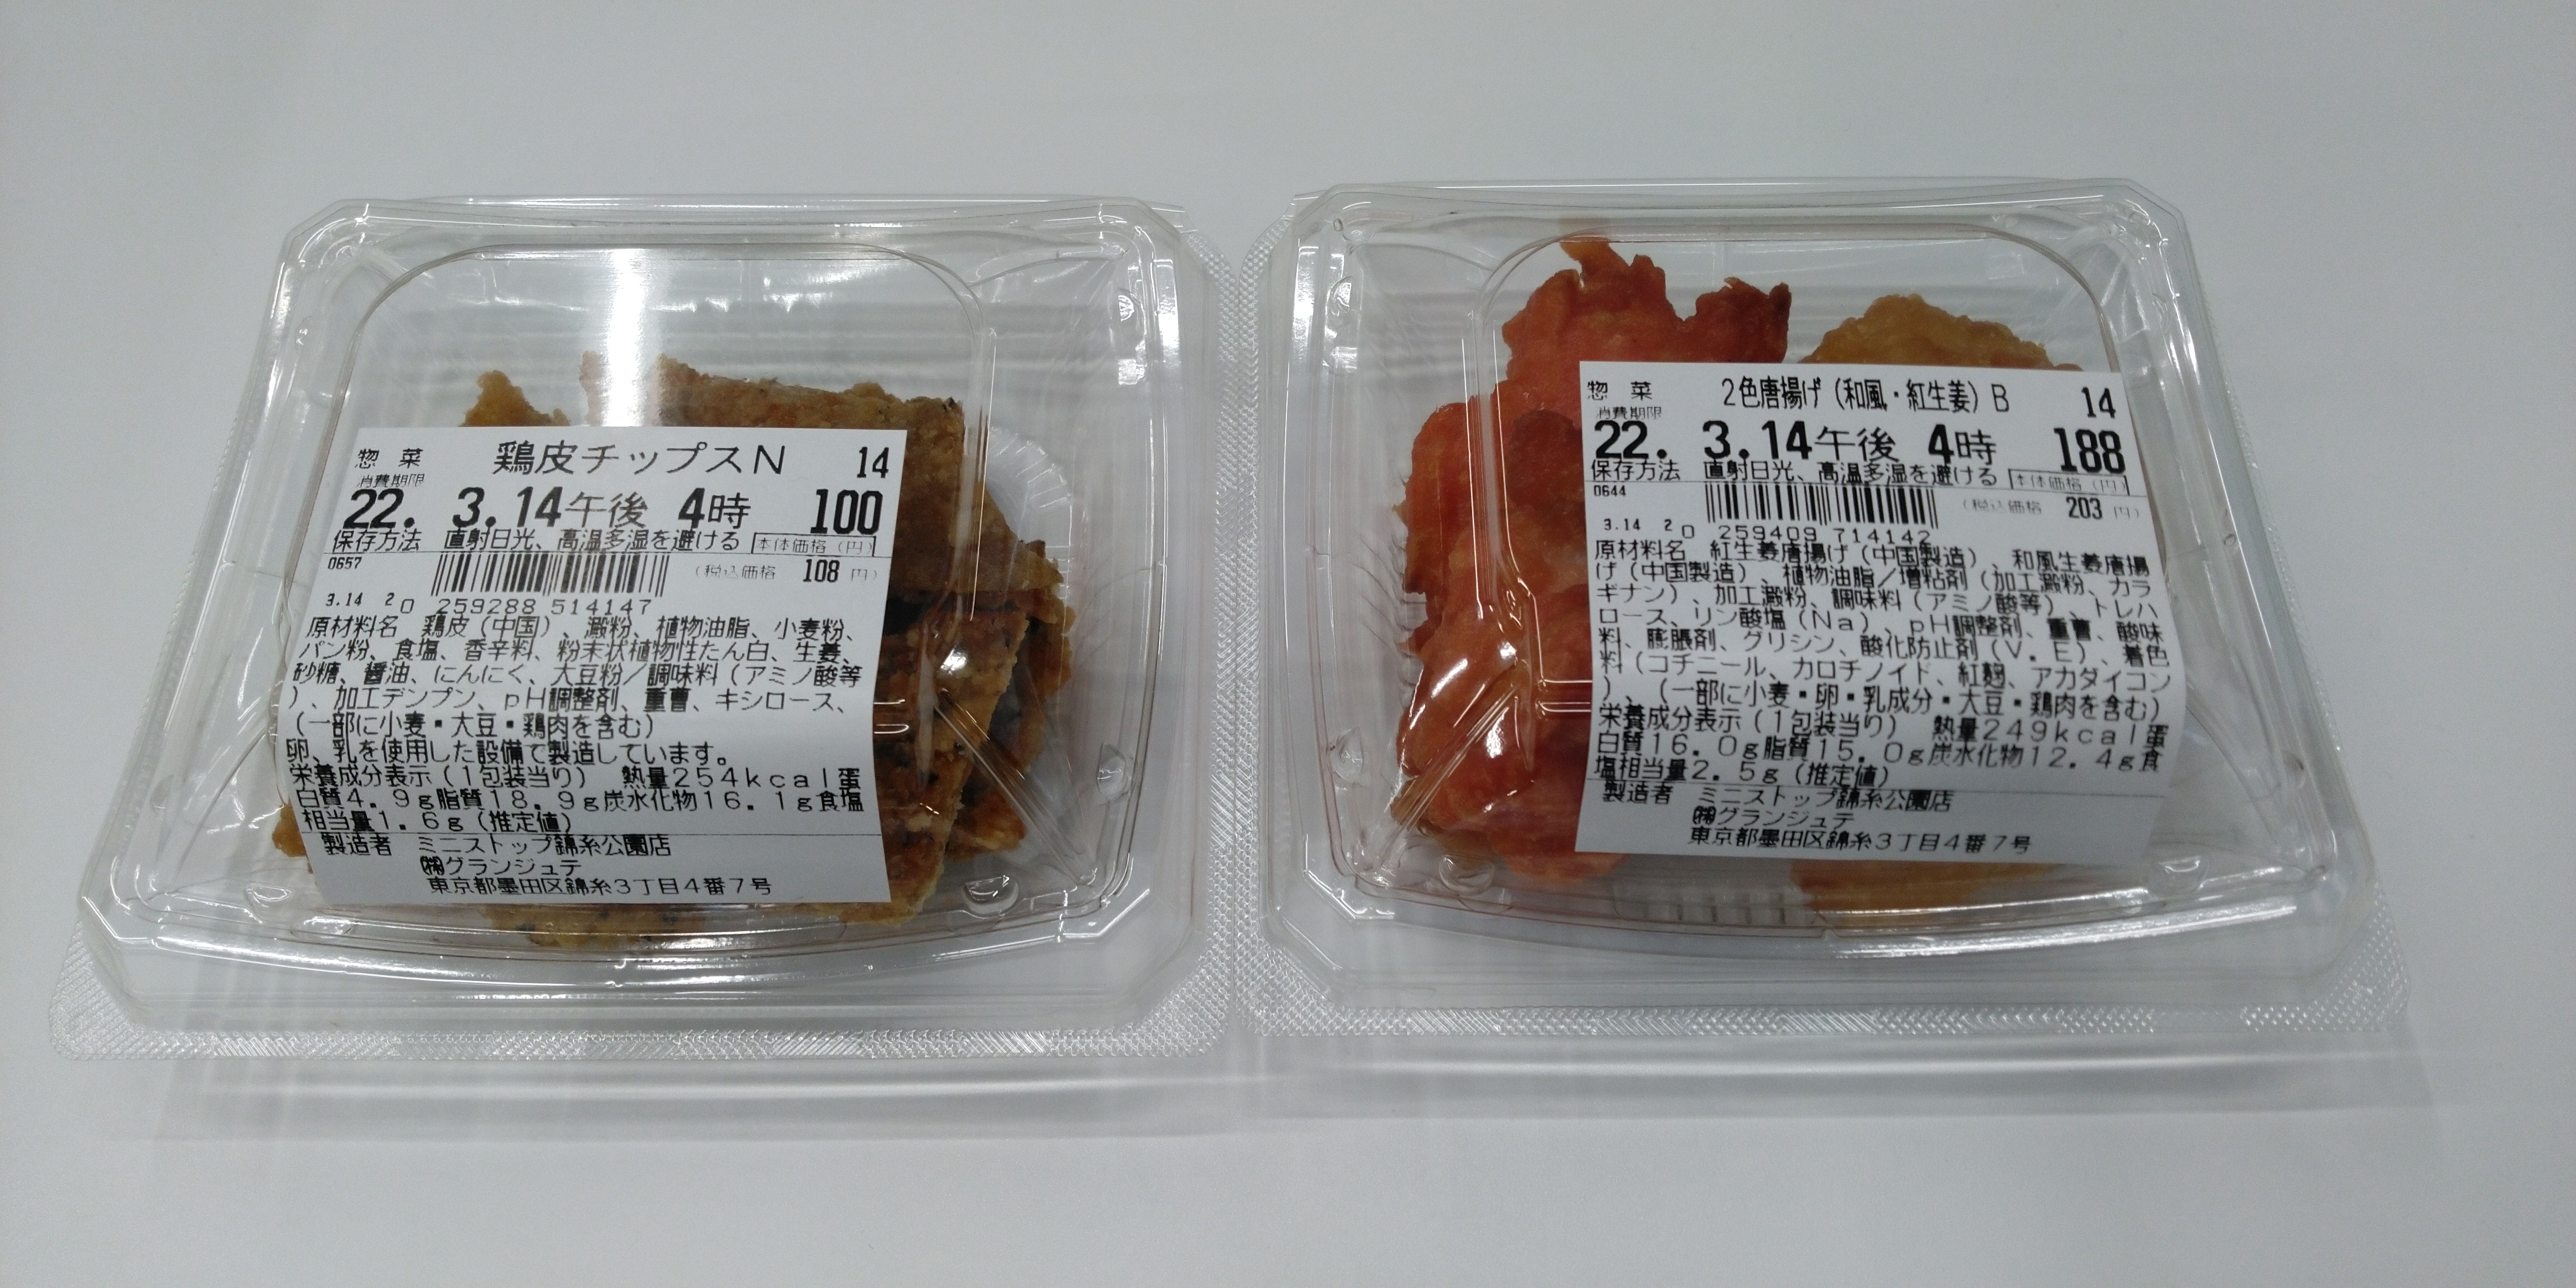 惣菜 鶏皮チップスN 14
消費期限
22. 3.14午後 4時 100
保存方法 直射日光、高温多湿を避ける 本体価格(円)
0657 (税込価格 108 円)
3.14 2 0 259288 514147
原材料名 鶏皮(中国)、澱粉、植物油脂、小麦粉、
パン粉、食塩、香辛料、粉末状植物性たん白、生姜、
砂糖、醤油、にんにく、大豆粉/調味料(アミノ酸等
)、加工デンプン、pH調整剤、重曹、キシロース、
(一部に小麦・大豆・鶏肉を含む)
卵、乳を使用した設備で製造しています。
栄養成分表示(1包装当り) 熱量254kcal蛋
白質4.9g脂質18.9g炭水化物16.1g食塩
相当量1.6g(推定値)
製造者 ミニストップ錦糸公園店
㈱グランジュテ
東京都墨田区錦糸3丁目4番7号
惣菜 2色唐揚げ(和風・紅生姜)B 14
消費期限
22. 3.14午後 4時 188
保存方法 直射日光、高温多湿を避ける 本体価格(円)
0644 (税込価格 203 円)
3.14 2 0 259409 714142
原材料名 紅生姜唐揚げ(中国製造)、和風生姜唐揚
げ(中国製造)、植物油脂/増粘剤(加工澱粉、カラ
ギナン)、加工澱粉、調味料(アミノ酸等)、トレハ
ロース、リン酸塩(Na)、pH調整剤、重曹、酸味
料、膨脹剤、グリシン、酸化防止剤(V.E)、着色
料(コチニール、カロチノイド、紅麹、アカダイコン
)、(一部に小麦・卵・乳成分・大豆・鶏肉を含む)
栄養成分表示(1包装当り) 熱量249kcal蛋
白質16.0g脂質15.0g炭水化物12.4g食
塩相当量2.5g(推定値)
製造者 ミニストップ錦糸公園店
㈱グランジュテ
東京都墨田区錦糸3丁目4番7号